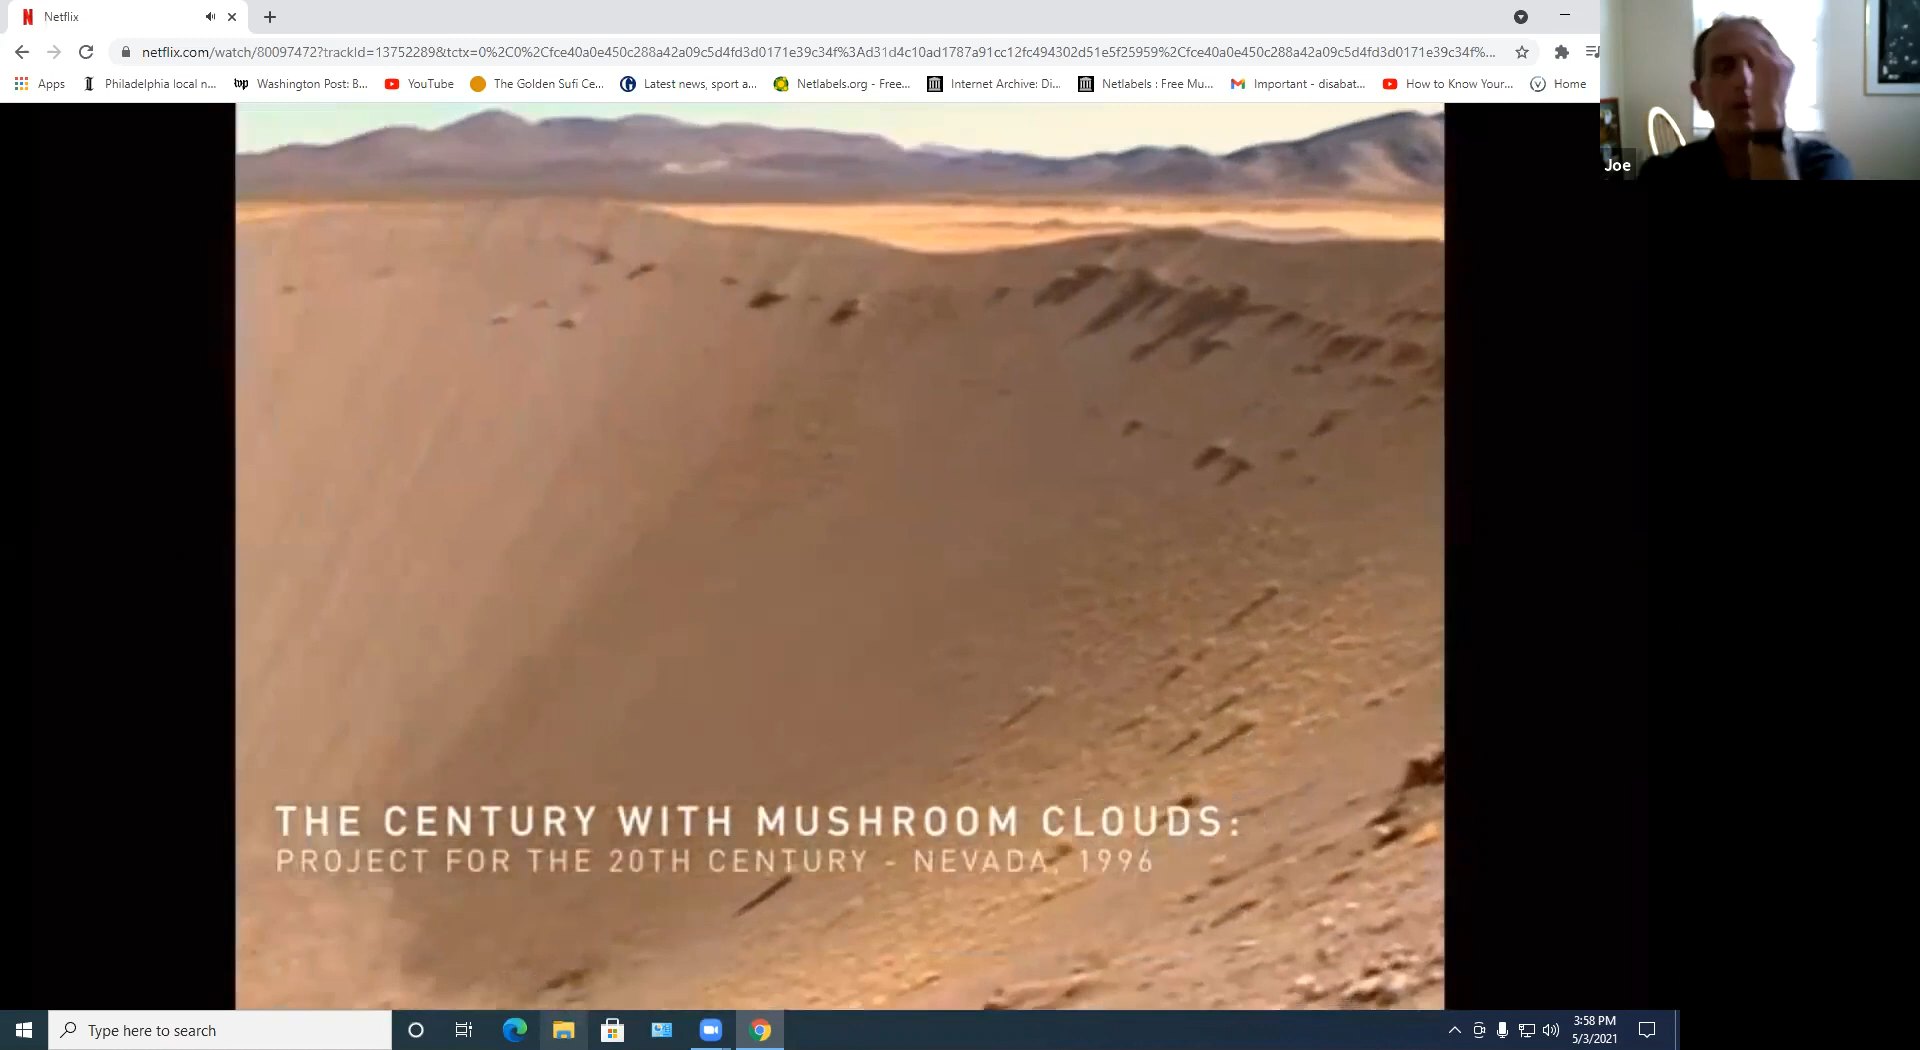 Netflix
netflix.com/watch/80097472?trackId=13752289&tctx=0%2C0%2Cfce40a0e450c288a42a09c5d4fd3d0171e39c34f%3Ad31d4c10ad1787a91cc12fc494302d51e5f25959%2Cfce40a0e450c288a42a09c5d4fd3d0171e39c34f%...
Apps Philadelphia local n... wp Washington Post: B... YouTube The Golden Sufi Ce... Latest news, sport a... Netlabels.org - Free... Internet Archive: Di... Netlabels : Free Mu... Important - disabat... How to Know Your... Home
Joe
THE CENTURY WITH MUSHROOM CLOUDS:
PROJECT FOR THE 20TH CENTURY - NEVADA, 1996
Type here to search
3:58 PM
5/3/2021